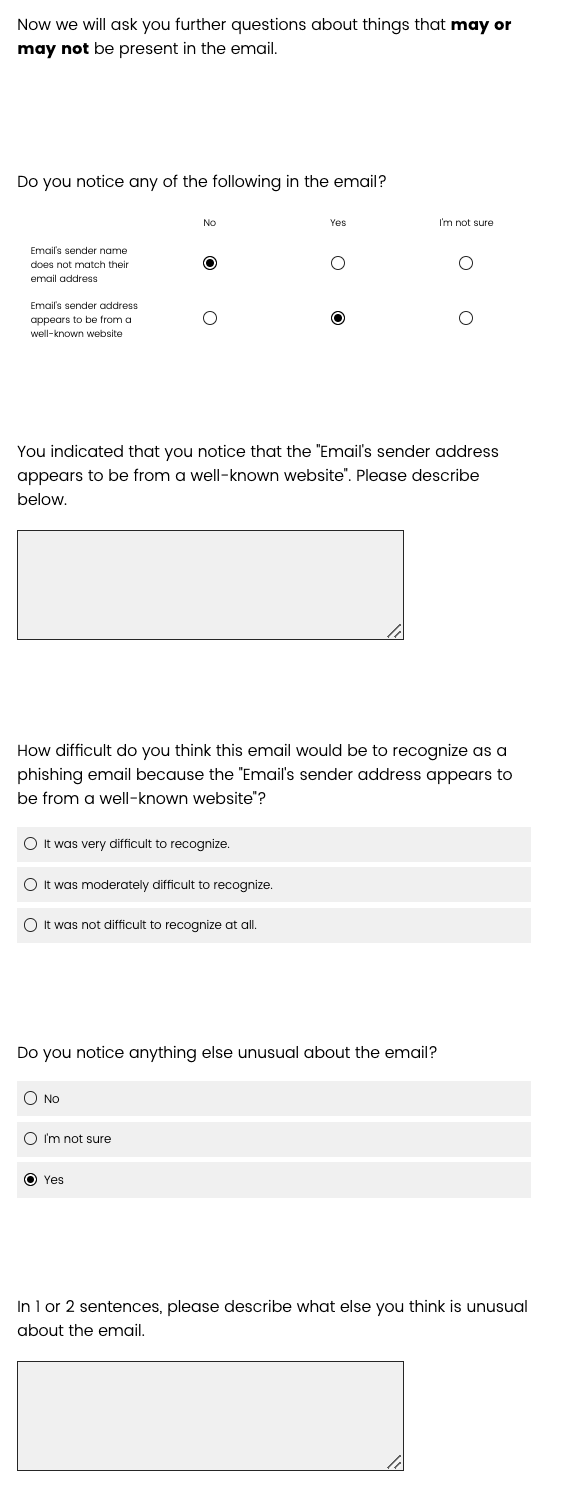 Now we will ask you further questions about things that may or
may not be present in the email.
Do you notice any of the following in the email?
No Yes I'm not sure
Email's sender name
does not match their
email address
Email's sender address
appears to be from a
well-known website
You indicated that you notice that the "Email's sender address
appears to be from a well-known website". Please describe
below.
How difficult do you think this email would be to recognize as a
phishing email because the "Email's sender address appears to
be from a well-known website"?
It was very difficult to recognize.
It was moderately difficult to recognize.
It was not difficult to recognize at all.
Do you notice anything else unusual about the email?
No
I'm not sure
Yes
In 1 or 2 sentences, please describe what else you think is unusual
about the email.